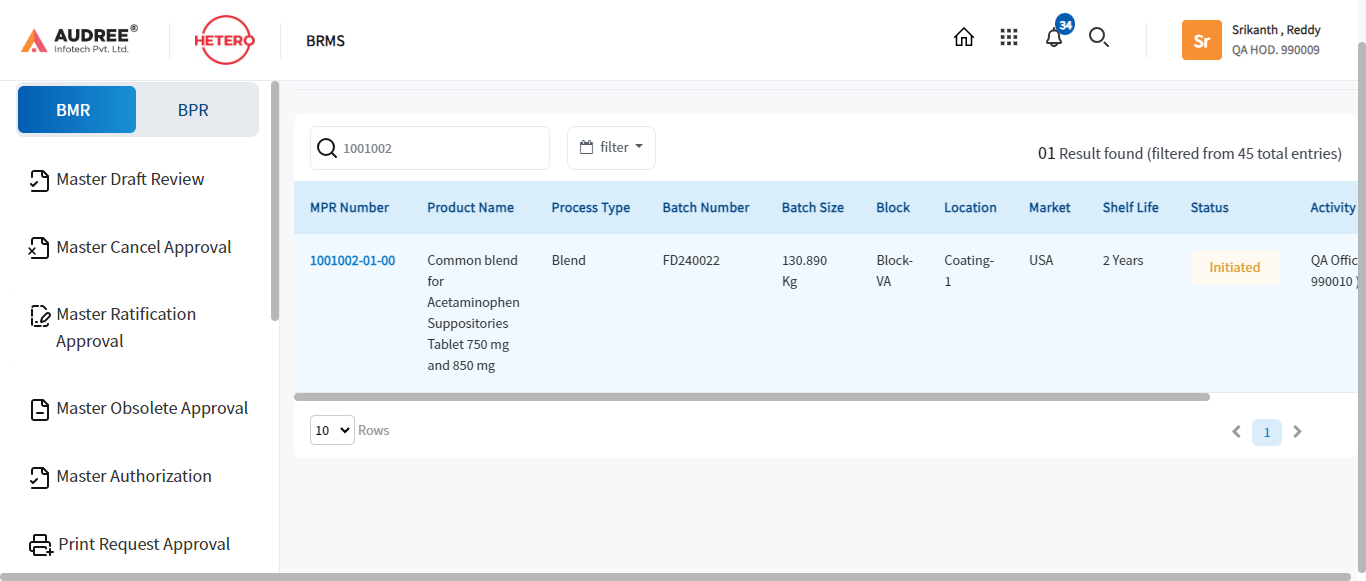 AUDREE®
Infotech Pvt. Ltd.
HETERO
BRMS
34
Sr
Srikanth , Reddy
QA HOD. 990009
BMR
BPR
Master Draft Review
Master Cancel Approval
Master Ratification
Approval
Master Obsolete Approval
Master Authorization
Print Request Approval
1001002
filter
01 Result found (filtered from 45 total entries)
MPR Number Product Name Process Type Batch Number Batch Size Block Location Market Shelf Life Status Activity
1001002-01-00 Common blend Blend FD240022 130.890 Block- Coating- USA 2 Years Initiated QA Offic
for Kg VA 1 990010 )
Acetaminophen
Suppositories
Tablet 750 mg
and 850 mg
10 Rows
1